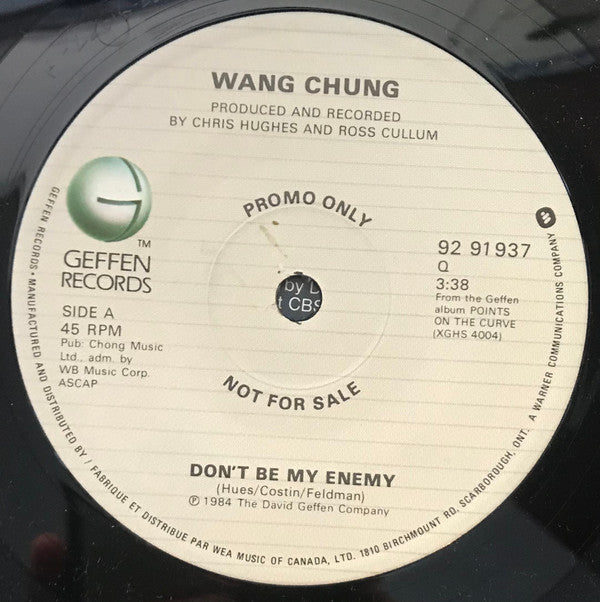 WANG CHUNG
PRODUCED AND RECORDED
BY CHRIS HUGHES AND ROSS CULLUM
PROMO ONLY
G
TM
GEFFEN
RECORDS
SIDE A
45 RPM
Pub: Chong Music
Ltd., adm. by
WB Music Corp.
ASCAP
92 91937
Q
3:38
From the Geffen
album POINTS
ON THE CURVE
(XGHS 4004)
by
CBS
NOT FOR SALE
DON'T BE MY ENEMY
(Hues/Costin/Feldman)
℗ 1984 The David Geffen Company
GEFFEN RECORDS • MANUFACTURED AND DISTRIBUTED BY / FABRIQUE ET DISTRIBUE PAR WEA MUSIC OF CANADA, LTD. 1810 BIRCHMOUNT RD, SCARBOROUGH, ONT. A WARNER COMMUNICATIONS COMPANY